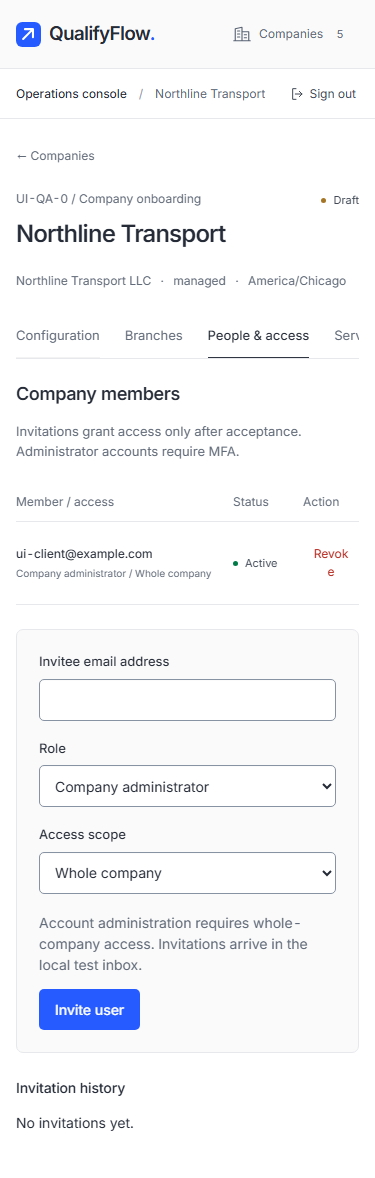 QualifyFlow.
Companies 5
Operations console / Northline Transport
Sign out
← Companies
UI-QA-0 / Company onboarding
Draft
Northline Transport
Northline Transport LLC · managed · America/Chicago
Configuration Branches People & access Serv
Company members
Invitations grant access only after acceptance.
Administrator accounts require MFA.
Member / access Status Action
ui-client@example.com
Company administrator / Whole company
Active
Revok
e
Invitee email address
Role
Company administrator
Access scope
Whole company
Account administration requires whole-
company access. Invitations arrive in the
local test inbox.
Invite user
Invitation history
No invitations yet.